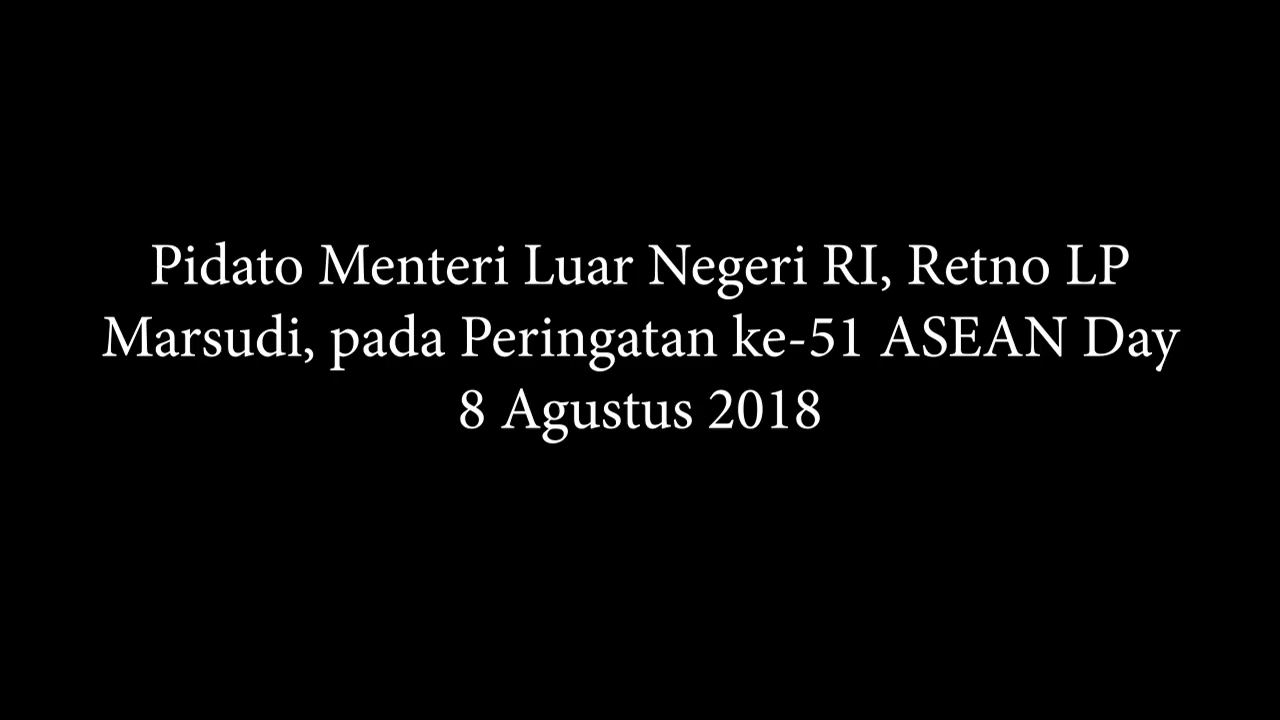 Pidato Menteri Luar Negeri RI, Retno LP
Marsudi, pada Peringatan ke-51 ASEAN Day
8 Agustus 2018